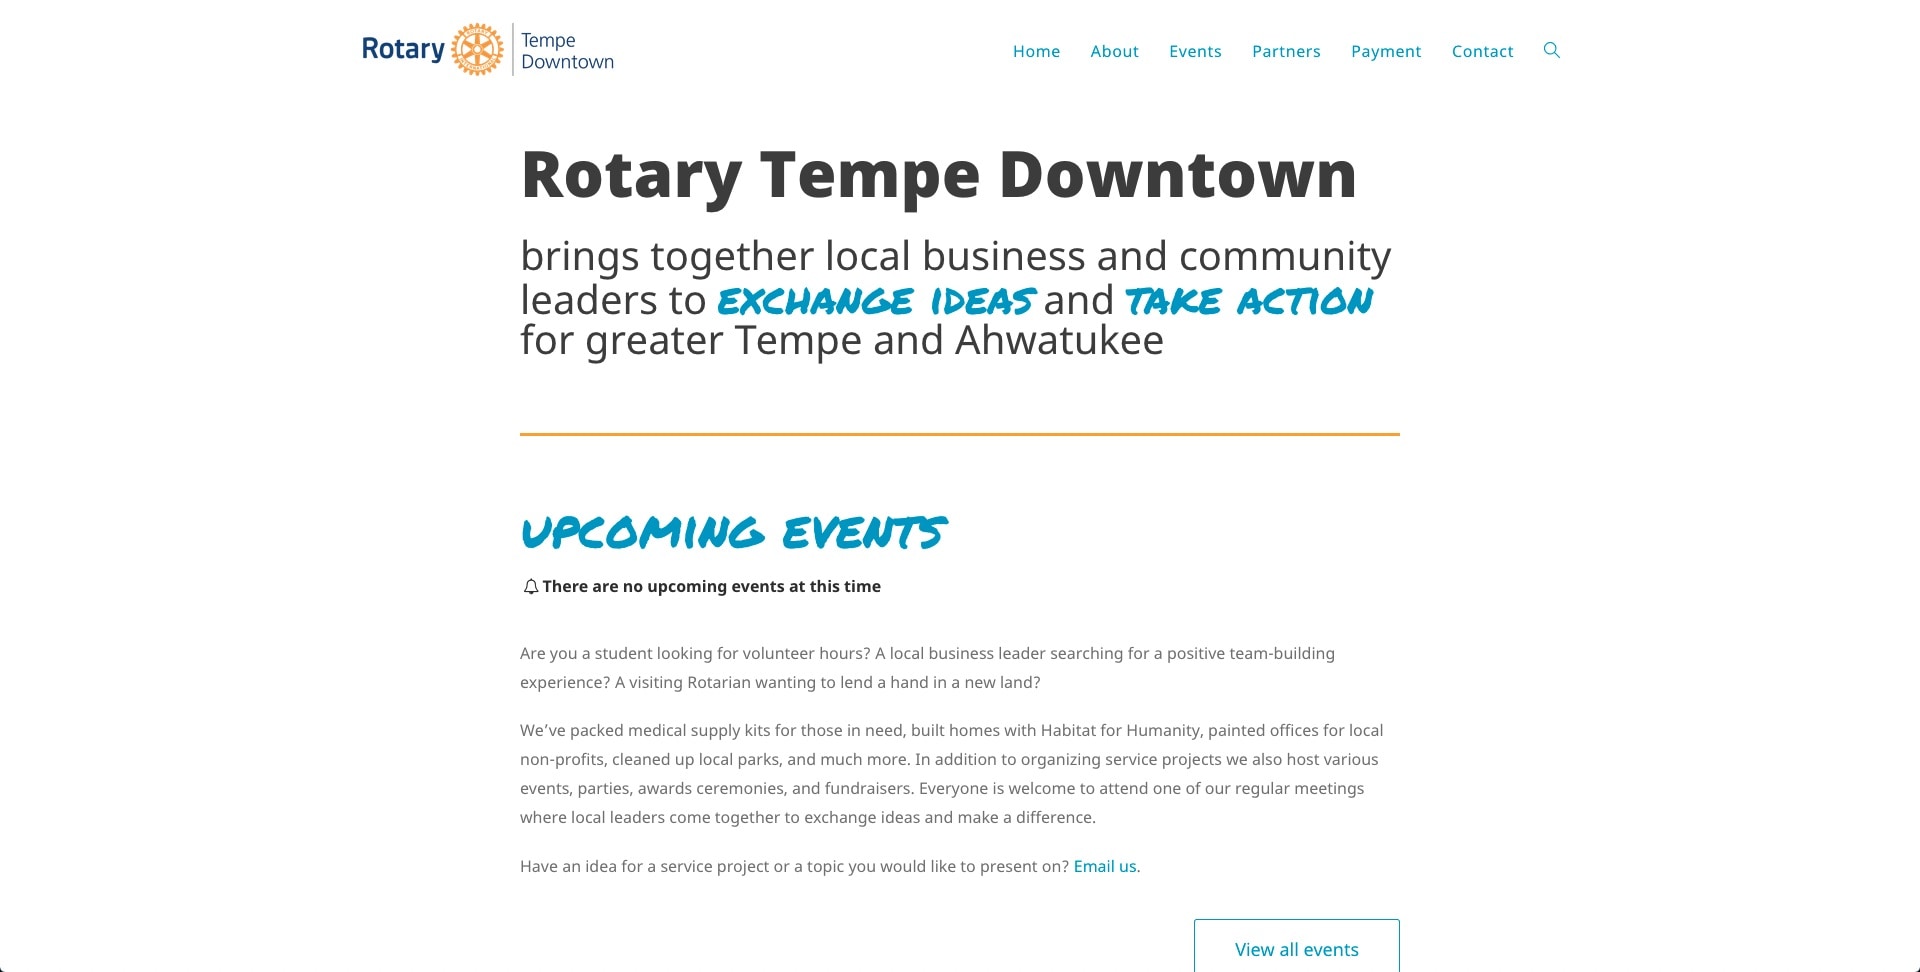 Rotary
Tempe
Downtown
Home About Events Partners Payment Contact
Rotary Tempe Downtown
brings together local business and community
leaders to EXCHANGE IDEAS and TAKE ACTION
for greater Tempe and Ahwatukee
UPCOMING EVENTS
There are no upcoming events at this time
Are you a student looking for volunteer hours? A local business leader searching for a positive team-building
experience? A visiting Rotarian wanting to lend a hand in a new land?
We’ve packed medical supply kits for those in need, built homes with Habitat for Humanity, painted offices for local
non-profits, cleaned up local parks, and much more. In addition to organizing service projects we also host various
events, parties, awards ceremonies, and fundraisers. Everyone is welcome to attend one of our regular meetings
where local leaders come together to exchange ideas and make a difference.
Have an idea for a service project or a topic you would like to present on? Email us.
View all events